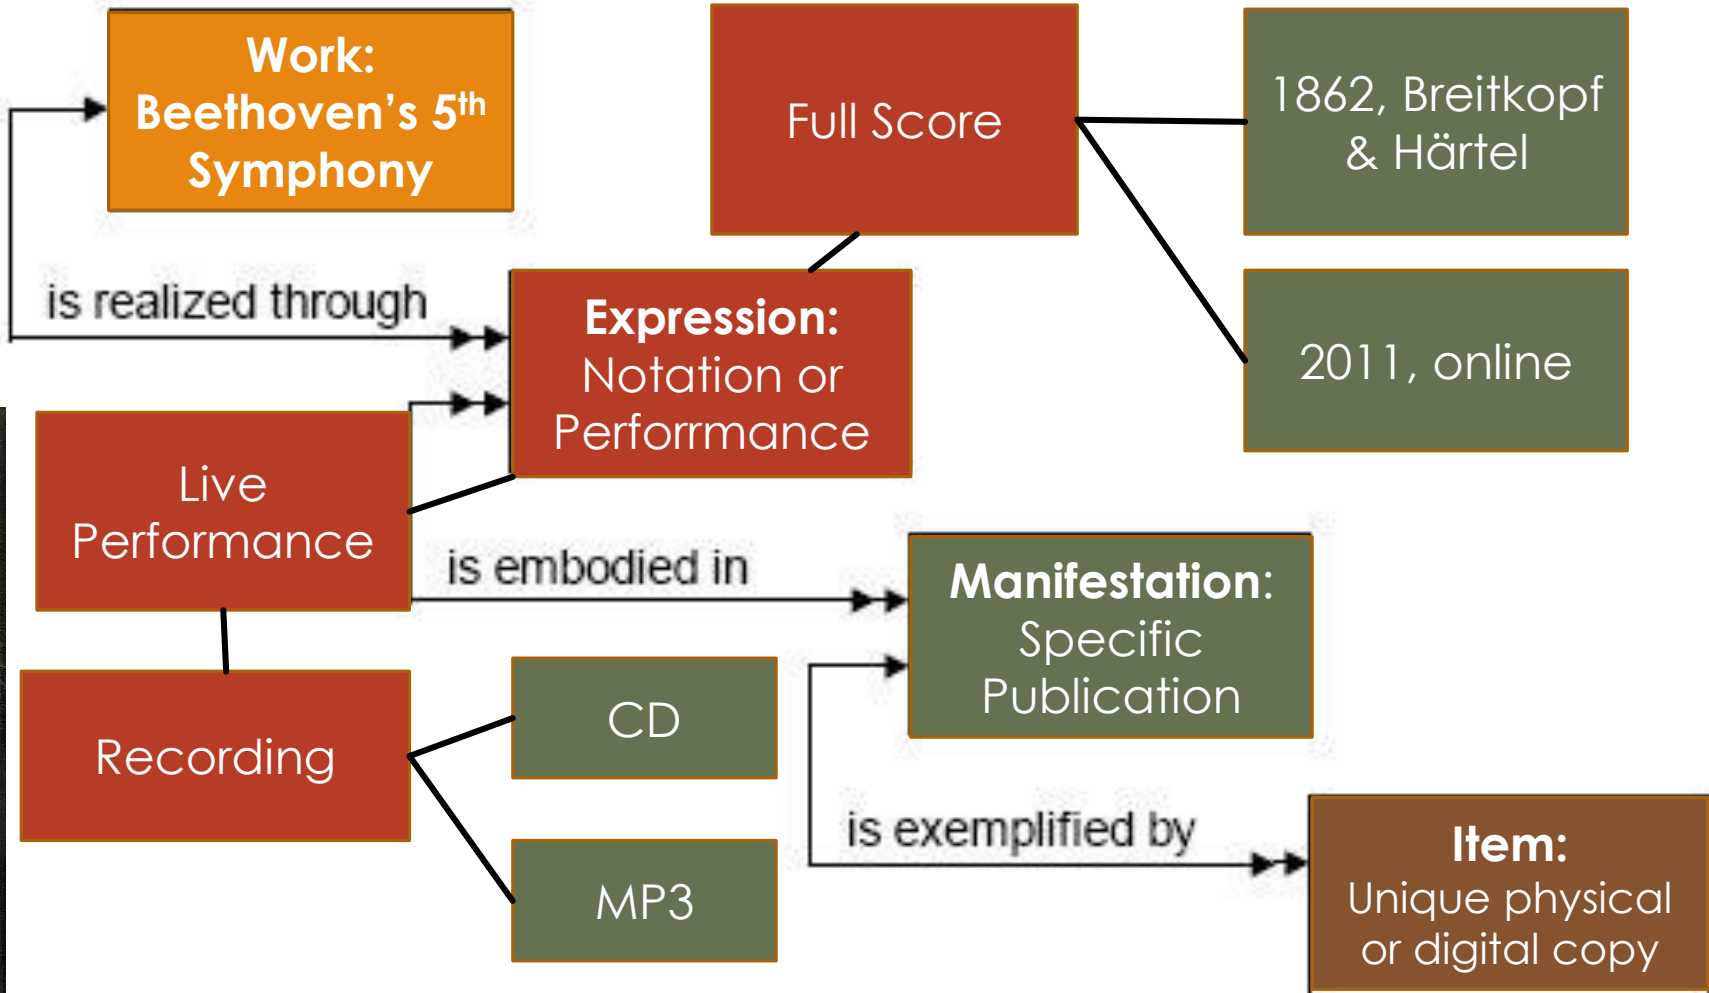 Work:
Beethoven’s 5th
Symphony
Full Score
1862, Breitkopf
& Härtel
2011, online
is realized through
Expression:
Notation or
Perforrmance
Live
Performance
is embodied in
Manifestation:
Specific
Publication
Recording
CD
MP3
is exemplified by
Item:
Unique physical
or digital copy